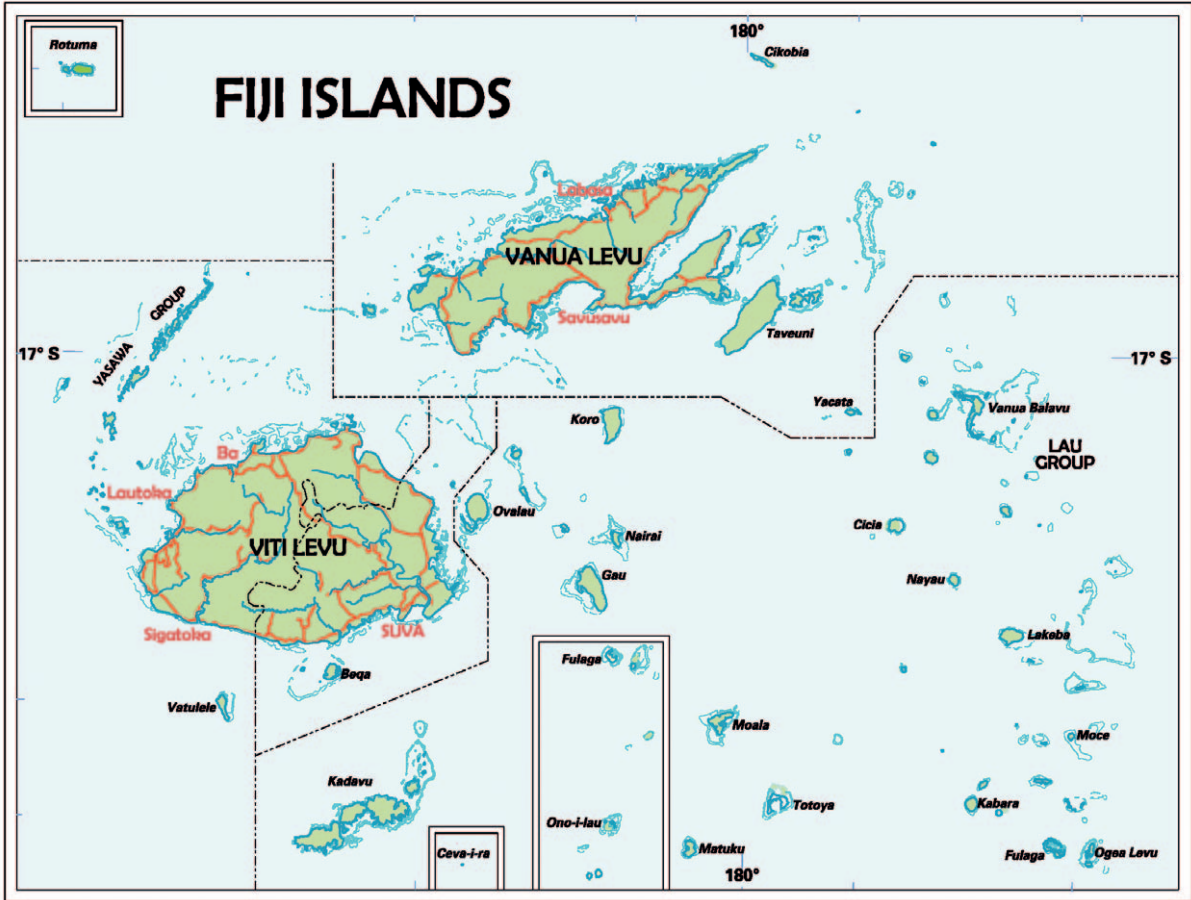 Rotuma
180°
Cikobia
FIJI ISLANDS
Labasa
VANUA LEVU
YASAWA GROUP
Savusavu
Taveuni
17° S
17° S
Yacata
Vanua Balavu
Koro
LAU
GROUP
Ba
Lautoka
Ovalau
Cicia
Nairai
VITI LEVU
Gau
Nayau
Sigatoka
SUVA
Lakeba
Fulaga
Beqa
Vatulele
Moala
Moce
Kadavu
Totoya
Kabara
Ono-i-lau
Ceva-i-ra
Matuku
Fulaga
Ogea Levu
180°